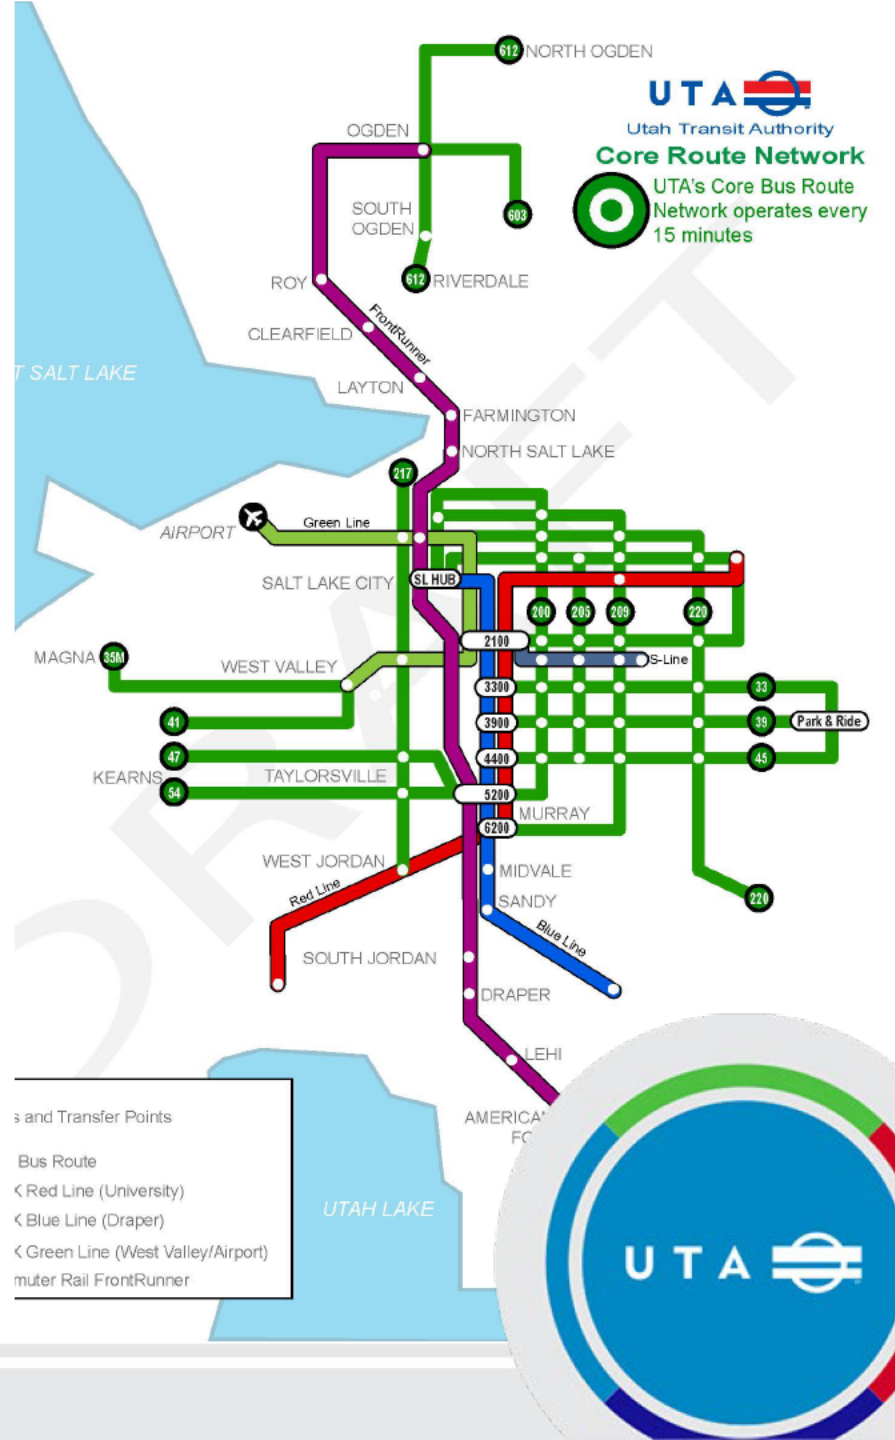 612
NORTH OGDEN
UTA
Utah Transit Authority
Core Route Network
UTA's Core Bus Route
Network operates every
15 minutes
OGDEN
SOUTH
OGDEN
603
ROY
612
RIVERDALE
CLEARFIELD
FrontRunner
T SALT LAKE
LAYTON
FARMINGTON
NORTH SALT LAKE
217
AIRPORT
Green Line
SALT LAKE CITY
SL HUB
200
205
209
220
2100
MAGNA
35M
WEST VALLEY
S-Line
3300
33
41
3900
39
Park & Ride
47
4400
45
KEARNS
TAYLORSVILLE
54
5200
MURRAY
6200
WEST JORDAN
MIDVALE
Red Line
SANDY
220
Blue Line
SOUTH JORDAN
DRAPER
LEHI
AMERICA
FO
s and Transfer Points
Bus Route
X Red Line (University)
X Blue Line (Draper)
X Green Line (West Valley/Airport)
muter Rail FrontRunner
UTAH LAKE
UTA
DRAFT